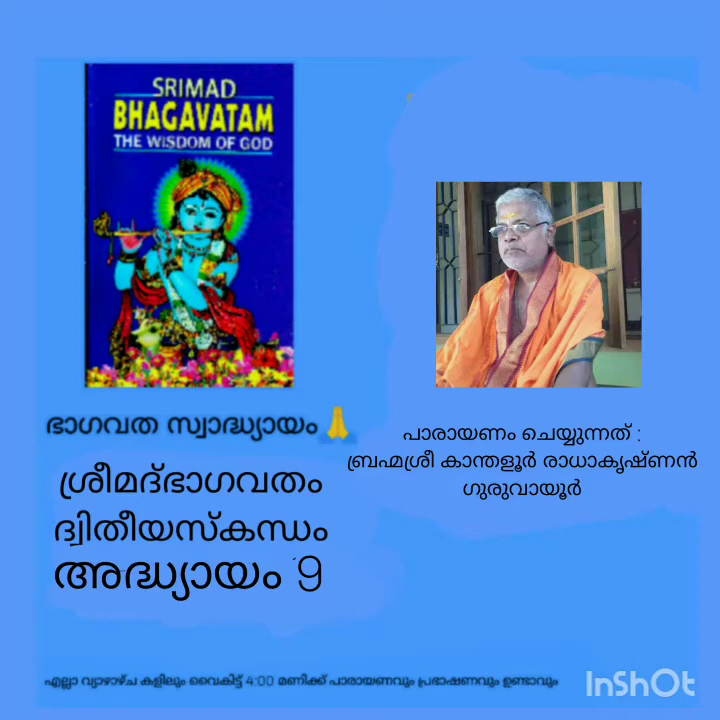 SRIMAD
BHAGAVATAM
THE WISDOM OF GOD
ഭാഗവത സ്വാദ്ധ്യായം🙏
ശ്രീമദ്ഭാഗവതം
ദ്വിതീയസ്കന്ധം
അദ്ധ്യായം 9
പാരായണം ചെയ്യുന്നത് :
ബ്രഹ്മശ്രീ കാന്തളൂർ രാധാകൃഷ്ണൻ
ഗുരുവായൂർ
എല്ലാ വ്യാഴാഴ്ച കളിലും വൈകിട്ട് 4:00 മണിക്ക് പാരായണവും പ്രഭാഷണവും ഉണ്ടാവും
InShOt